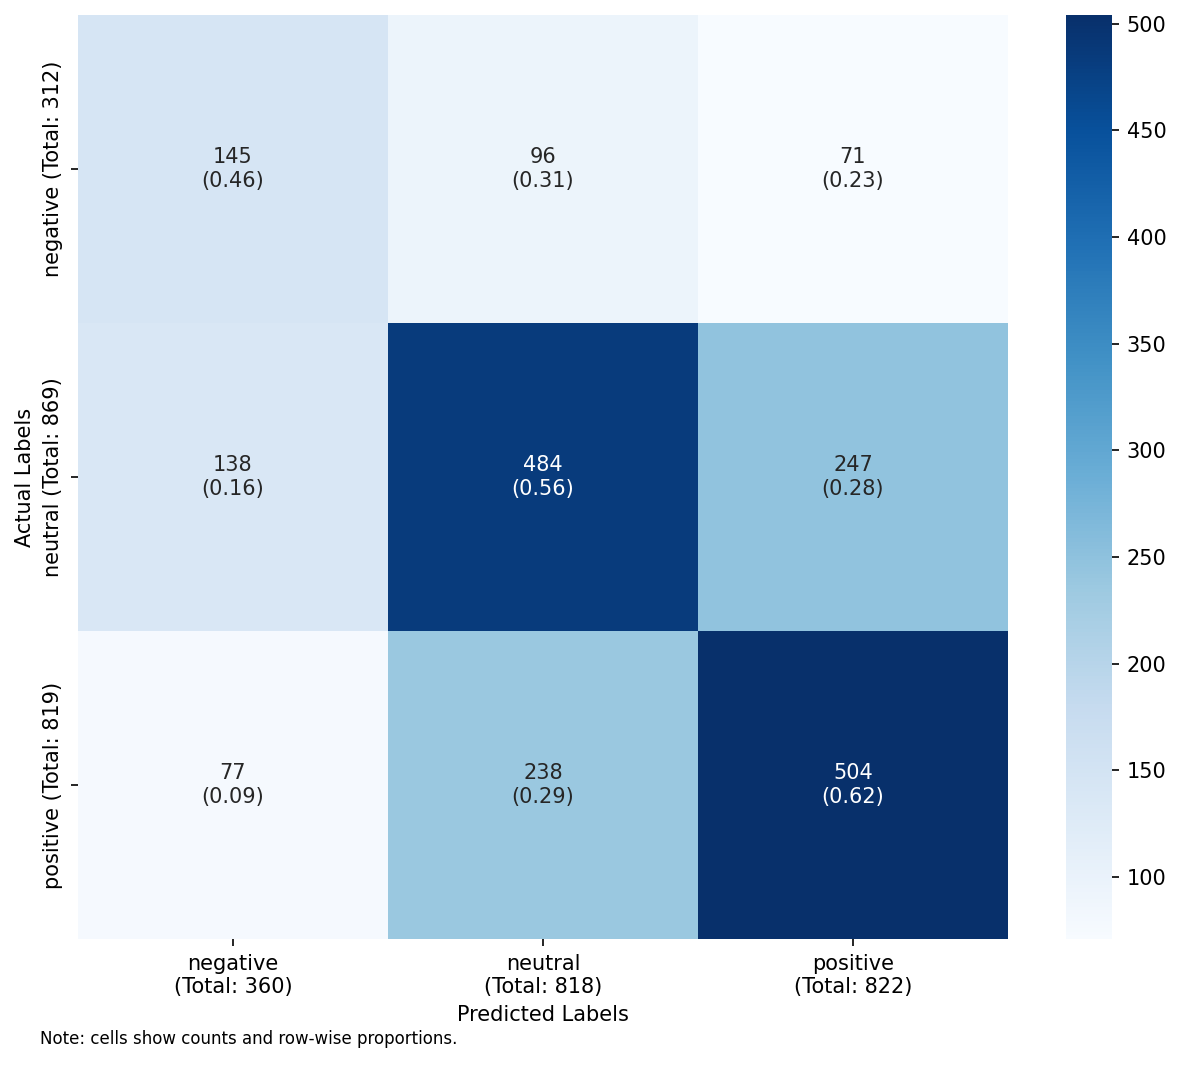 145
(0.46)
96
(0.31)
71
(0.23)
138
(0.16)
484
(0.56)
247
(0.28)
77
(0.09)
238
(0.29)
504
(0.62)
Actual Labels
negative (Total: 312)
neutral (Total: 869)
positive (Total: 819)
negative
(Total: 360)
neutral
(Total: 818)
positive
(Total: 822)
Predicted Labels
Note: cells show counts and row-wise proportions.
500
450
400
350
300
250
200
150
100